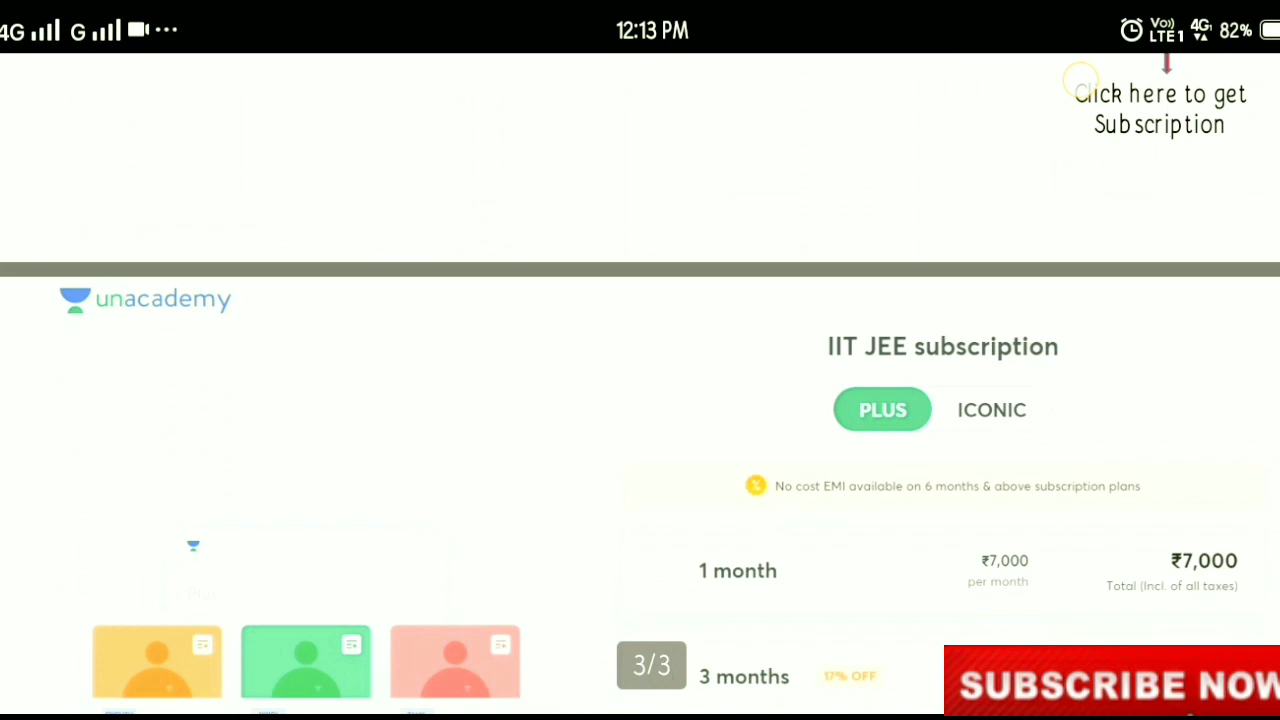 4G G ... 12:13 PM Vo)) LTE1 4G 82%
Click here to get
Subscription
unacademy
IIT JEE subscription
PLUS ICONIC
No cost EMI available on 6 months & above subscription plans
1 month ₹7,000 ₹7,000
per month Total (Incl. of all taxes)
Plus
3/3 3 months 17% OFF
SUBSCRIBE NOW